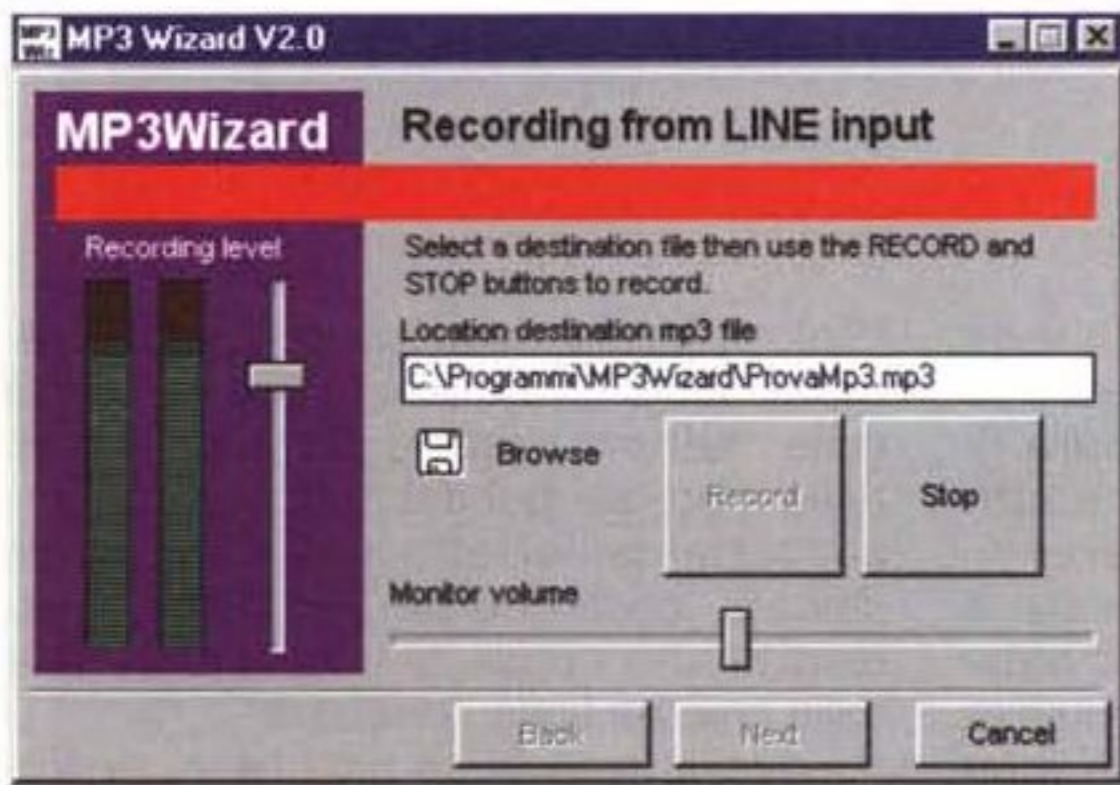 MP3 Wizard V2.0
MP3Wizard
Recording from LINE input
Recording level
Select a destination file then use the RECORD and
STOP buttons to record.
Location destination mp3 file
C:\Programmi\MP3Wizard\ProvaMp3.mp3
Browse
Record
Stop
Monitor volume
Back
Next
Cancel